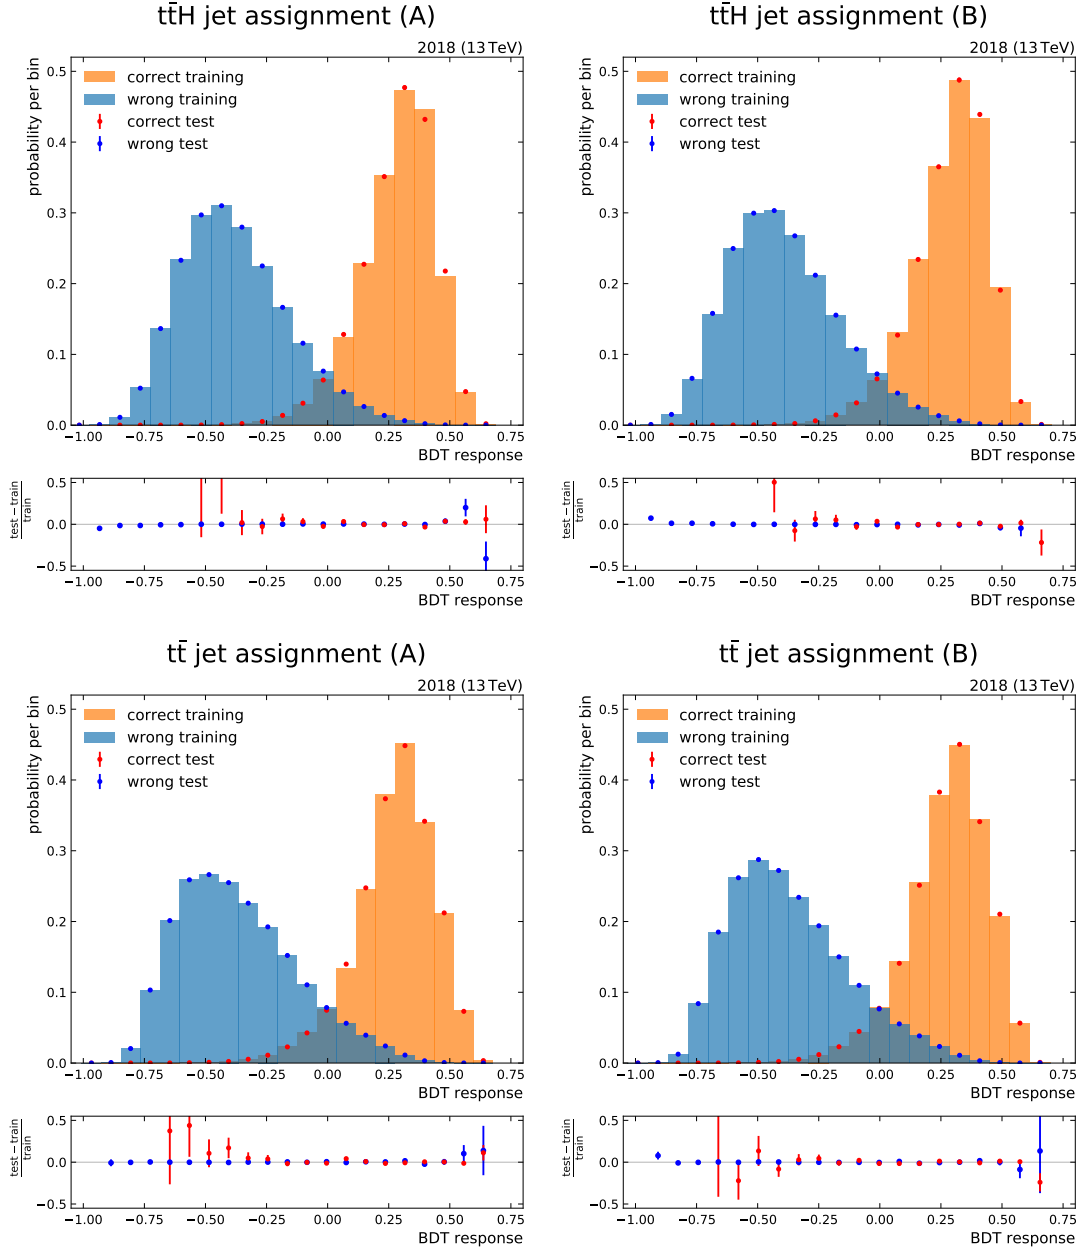 tt̄H jet assignment (A)
2018 (13 TeV)
probability per bin
correct training
wrong training
correct test
wrong test
0.5
0.4
0.3
0.2
0.1
0.0
−1.00 −0.75 −0.50 −0.25 0.00 0.25 0.50 0.75
BDT response
test − train
train
0.5
0.0
−0.5
−1.00 −0.75 −0.50 −0.25 0.00 0.25 0.50 0.75
BDT response
tt̄H jet assignment (B)
2018 (13 TeV)
probability per bin
correct training
wrong training
correct test
wrong test
0.5
0.4
0.3
0.2
0.1
0.0
−1.00 −0.75 −0.50 −0.25 0.00 0.25 0.50 0.75
BDT response
test − train
train
0.5
0.0
−0.5
−1.00 −0.75 −0.50 −0.25 0.00 0.25 0.50 0.75
BDT response
tt̄ jet assignment (A)
2018 (13 TeV)
probability per bin
correct training
wrong training
correct test
wrong test
0.5
0.4
0.3
0.2
0.1
0.0
−1.00 −0.75 −0.50 −0.25 0.00 0.25 0.50 0.75
BDT response
test − train
train
0.5
0.0
−0.5
−1.00 −0.75 −0.50 −0.25 0.00 0.25 0.50 0.75
BDT response
tt̄ jet assignment (B)
2018 (13 TeV)
probability per bin
correct training
wrong training
correct test
wrong test
0.5
0.4
0.3
0.2
0.1
0.0
−1.00 −0.75 −0.50 −0.25 0.00 0.25 0.50 0.75
BDT response
test − train
train
0.5
0.0
−0.5
−1.00 −0.75 −0.50 −0.25 0.00 0.25 0.50 0.75
BDT response